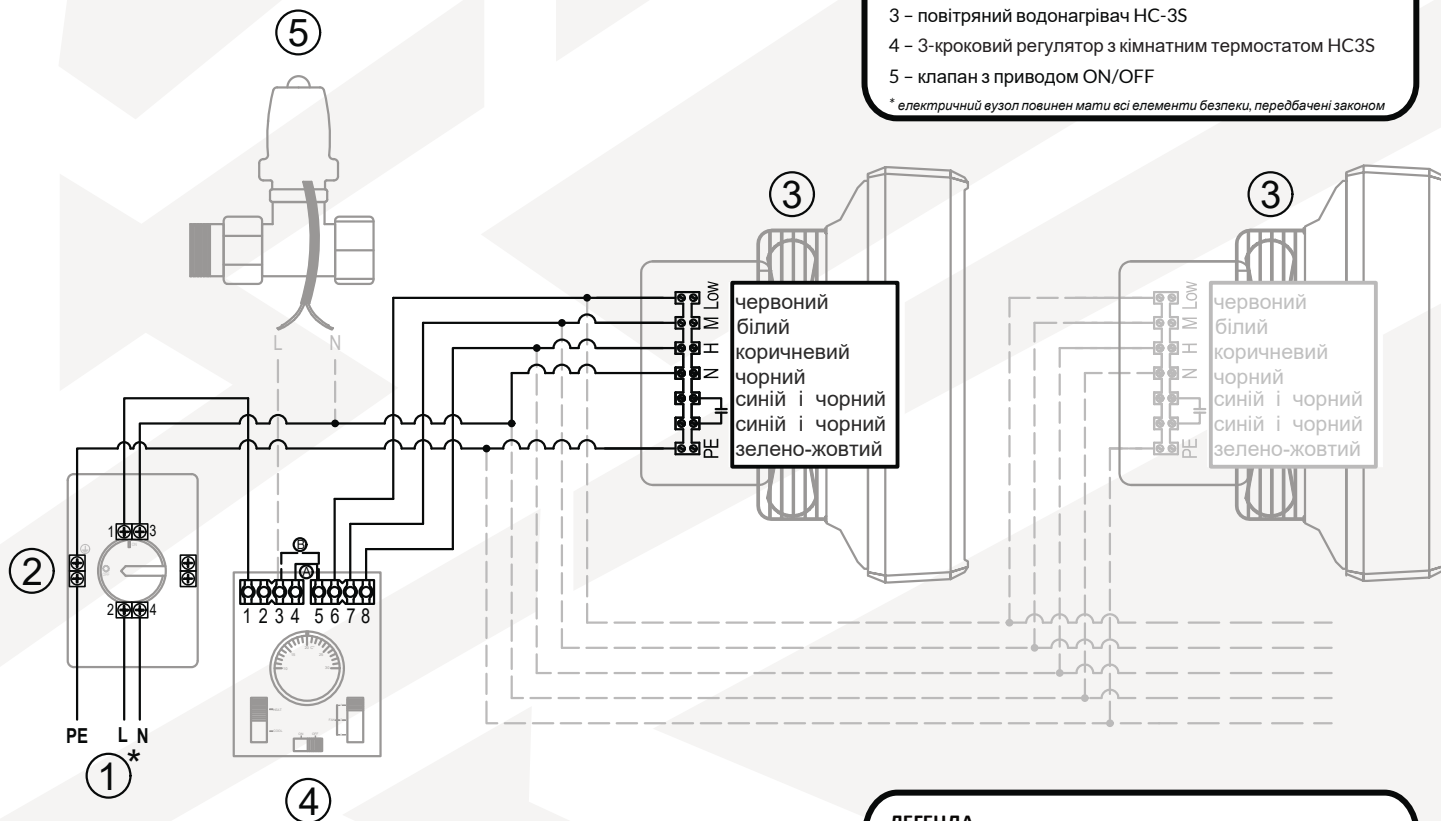 3 – повітряний водонагрівач HC-3S
4 – 3-кроковий регулятор з кімнатним термостатом HC3S
5 – клапан з приводом ON/OFF
* електричний вузол повинен мати всі елементи безпеки, передбачені законом
5
3
3
Low червоний
M білий
H коричневий
N чорний
синій і чорний
синій і чорний
PE зелено-жовтий
Low червоний
M білий
H коричневий
N чорний
синій і чорний
синій і чорний
PE зелено-жовтий
L N
1 3
2
2 4
B
A
1 2 3 4 5 6 7 8
PE L N
1*
4